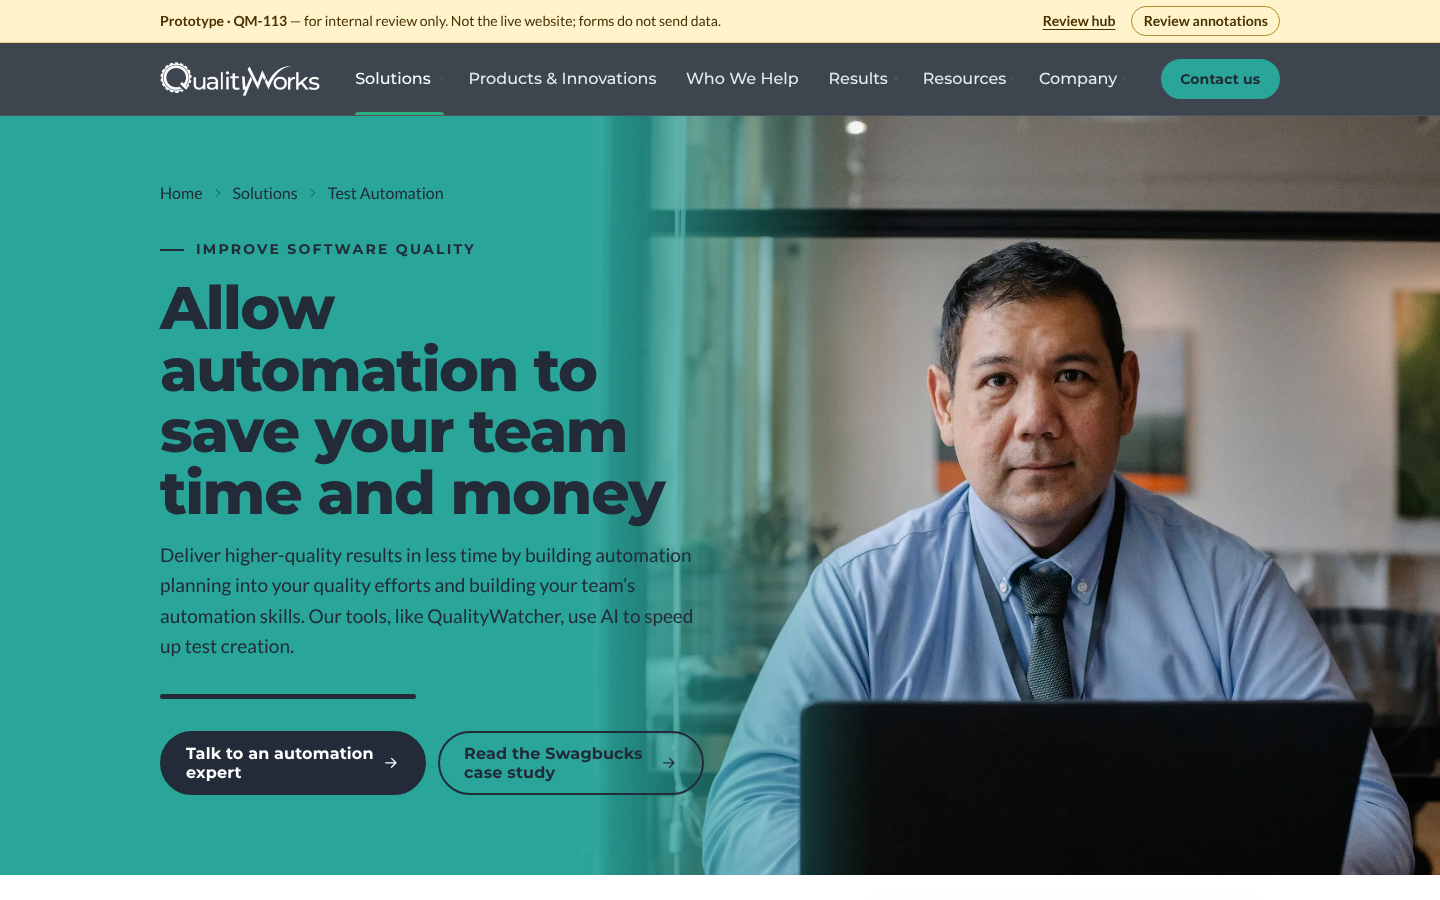 Prototype · QM-113 — for internal review only. Not the live website; forms do not send data.
Review hub
Review annotations
QualityWorks
Solutions
Products & Innovations
Who We Help
Results
Resources
Company
Contact us
Home
Solutions
Test Automation
IMPROVE SOFTWARE QUALITY
Allow
automation to
save your team
time and money
Deliver higher-quality results in less time by building automation
planning into your quality efforts and building your team's
automation skills. Our tools, like QualityWatcher, use AI to speed
up test creation.
Talk to an automation
expert
Read the Swagbucks
case study